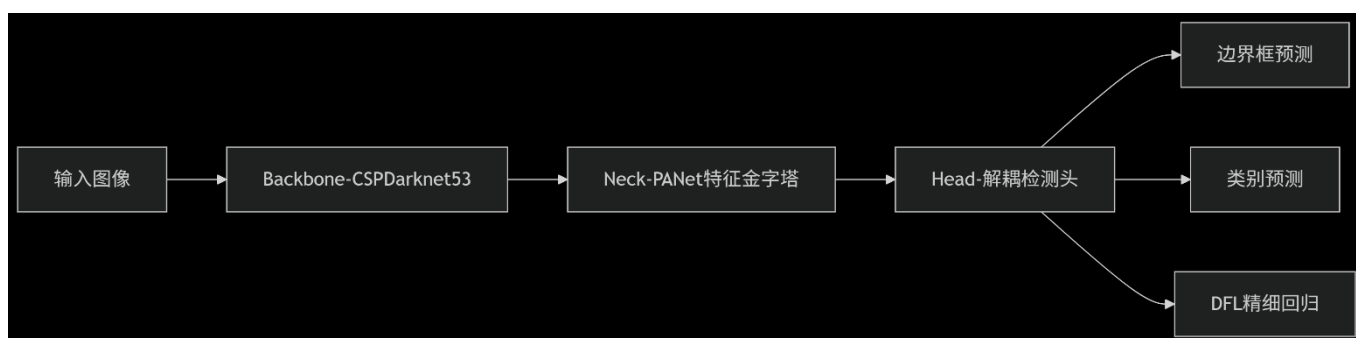 输入图像
Backbone-CSPDarknet53
Neck-PANet特征金字塔
Head-解耦检测头
边界框预测
类别预测
DFL精细回归